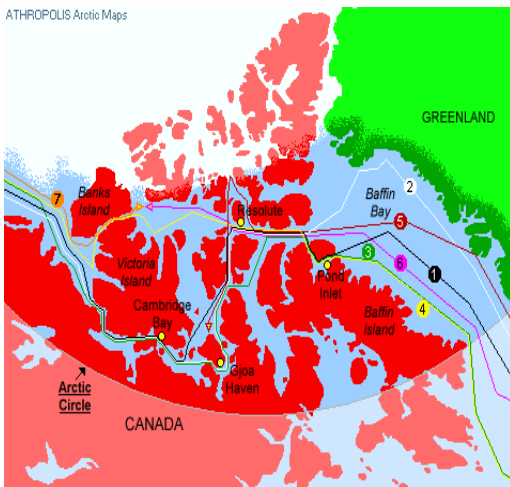 ATHROPOLIS Arctic Maps
GREENLAND
2
Banks
Island
7
Baffin
Bay
Resolute
5
3
6
Victoria
Island
Pond
Inlet
1
Cambridge
Bay
Baffin
Island
4
Gjoa
Haven
Arctic
Circle
CANADA